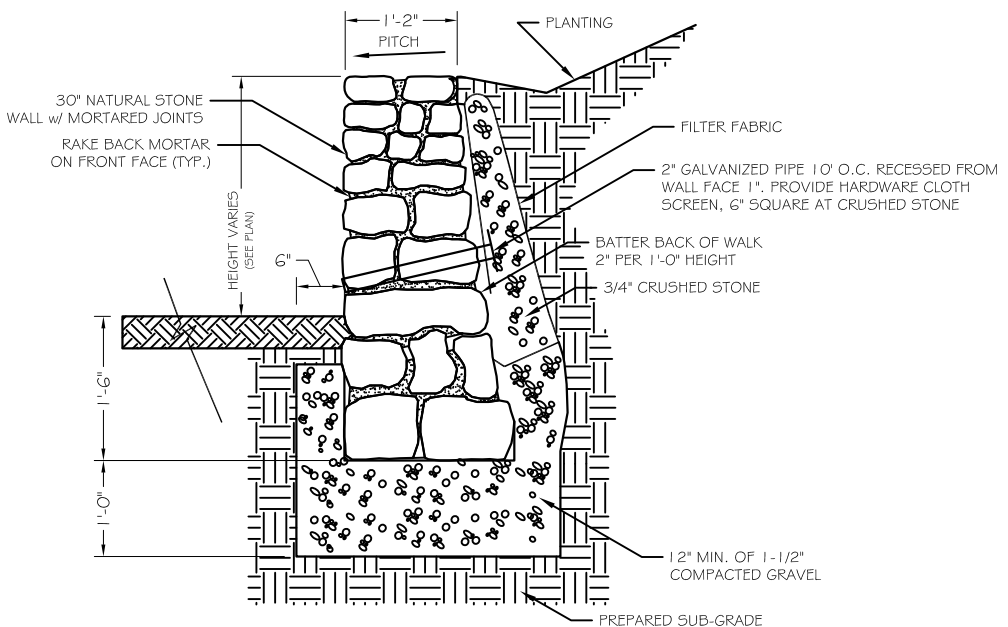 1'-2"
PITCH
PLANTING
30" NATURAL STONE
WALL w/ MORTARED JOINTS
RAKE BACK MORTAR
ON FRONT FACE (TYP.)
FILTER FABRIC
2" GALVANIZED PIPE 10' O.C. RECESSED FROM
WALL FACE 1". PROVIDE HARDWARE CLOTH
SCREEN, 6" SQUARE AT CRUSHED STONE
HEIGHT VARIES
(SEE PLAN)
6"
BATTER BACK OF WALK
2" PER 1'-0" HEIGHT
3/4" CRUSHED STONE
1'-6"
1'-0"
12" MIN. OF 1-1/2"
COMPACTED GRAVEL
PREPARED SUB-GRADE